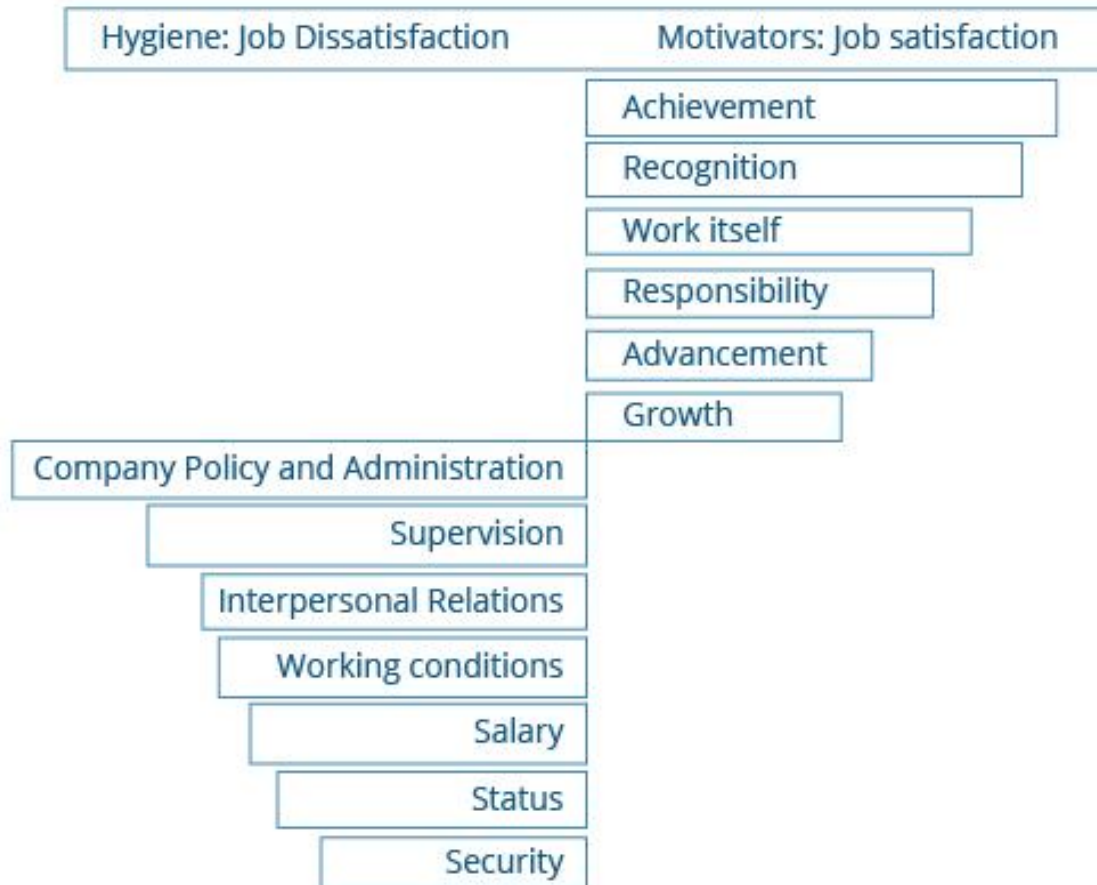 Hygiene: Job Dissatisfaction Motivators: Job satisfaction
Achievement
Recognition
Work itself
Responsibility
Advancement
Growth
Company Policy and Administration
Supervision
Interpersonal Relations
Working conditions
Salary
Status
Security